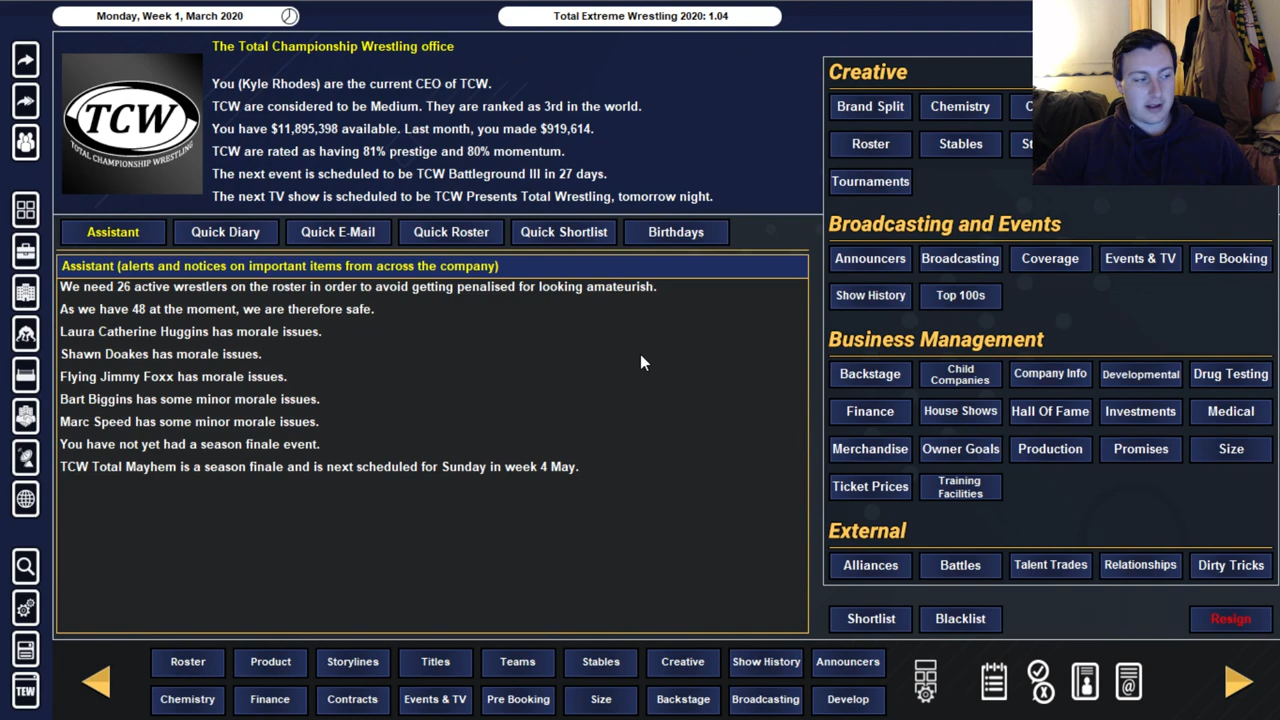 Monday, Week 1, March 2020
Total Extreme Wrestling 2020: 1.04
The Total Championship Wrestling office
TCW
TOTAL CHAMPIONSHIP WRESTLING
You (Kyle Rhodes) are the current CEO of TCW.
TCW are considered to be Medium. They are ranked as 3rd in the world.
You have $11,895,398 available. Last month, you made $919,614.
TCW are rated as having 81% prestige and 80% momentum.
The next event is scheduled to be TCW Battleground III in 27 days.
The next TV show is scheduled to be TCW Presents Total Wrestling, tomorrow night.
Assistant
Quick Diary
Quick E-Mail
Quick Roster
Quick Shortlist
Birthdays
Assistant (alerts and notices on important items from across the company)
We need 26 active wrestlers on the roster in order to avoid getting penalised for looking amateurish.
As we have 48 at the moment, we are therefore safe.
Laura Catherine Huggins has morale issues.
Shawn Doakes has morale issues.
Flying Jimmy Foxx has morale issues.
Bart Biggins has some minor morale issues.
Marc Speed has some minor morale issues.
You have not yet had a season finale event.
TCW Total Mayhem is a season finale and is next scheduled for Sunday in week 4 May.
Creative
Brand Split
Chemistry
Roster
Stables
Tournaments
Broadcasting and Events
Announcers
Broadcasting
Coverage
Events & TV
Pre Booking
Show History
Top 100s
Business Management
Backstage
Child Companies
Company Info
Developmental
Drug Testing
Finance
House Shows
Hall Of Fame
Investments
Medical
Merchandise
Owner Goals
Production
Promises
Size
Ticket Prices
Training Facilities
External
Alliances
Battles
Talent Trades
Relationships
Dirty Tricks
Shortlist
Blacklist
Resign
Roster
Product
Storylines
Titles
Teams
Stables
Creative
Show History
Announcers
Chemistry
Finance
Contracts
Events & TV
Pre Booking
Size
Backstage
Broadcasting
Develop
TEW